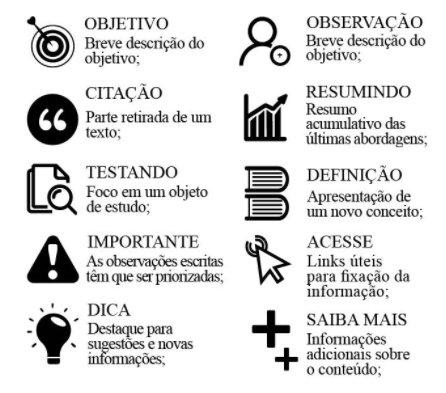 OBJETIVO
Breve descrição do
objetivo;
OBSERVAÇÃO
Breve descrição do
objetivo;
CITAÇÃO
Parte retirada de um
texto;
RESUMINDO
Resumo
acumulativo das
últimas abordagens;
TESTANDO
Foco em um objeto
de estudo;
DEFINIÇÃO
Apresentação de
um novo conceito;
IMPORTANTE
As observações escritas
têm que ser priorizadas;
ACESSE
Links úteis
para fixação da
informação;
DICA
Destaque para
sugestões e novas
informações;
SAIBA MAIS
Informações
adicionais sobre
o conteúdo;